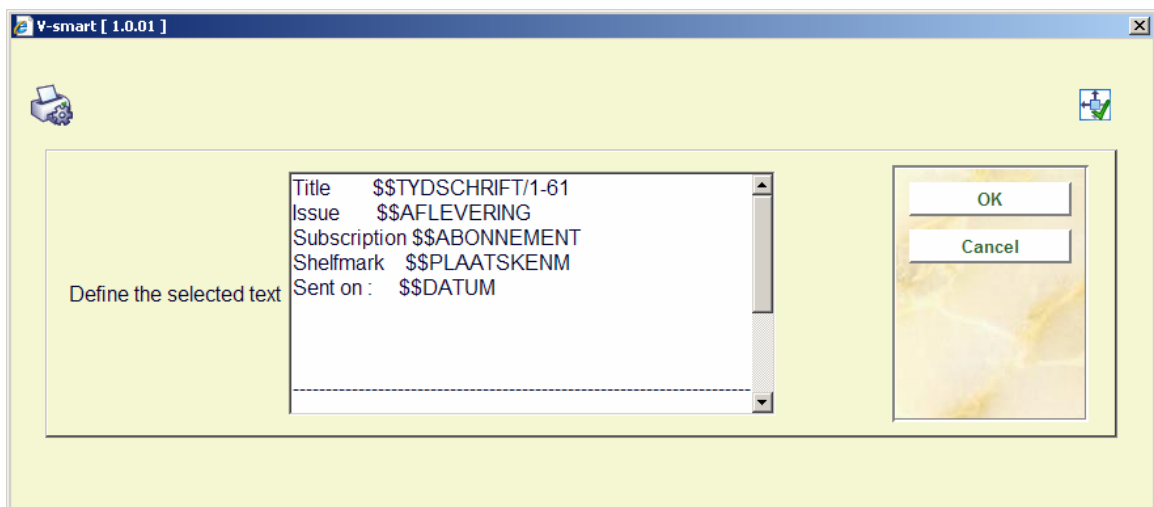 V-smart [ 1.0.01 ]
Title $$TYDSCHRIFT/1-61
Issue $$AFLEVERING
Subscription $$ABONNEMENT
Shelfmark $$PLAATSKENM
Sent on : $$DATUM
--------------------------------------------------------------------
Define the selected text
OK
Cancel